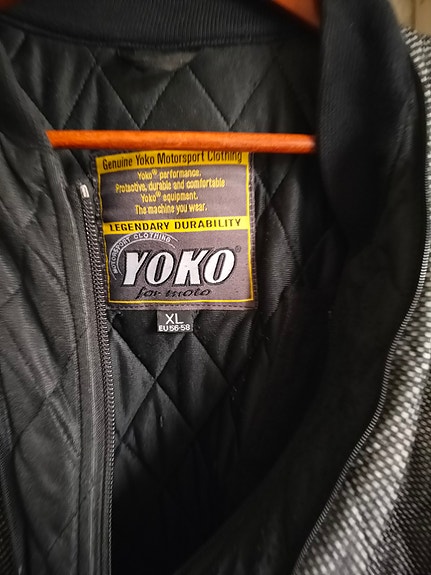 Genuine Yoko Motorsport Clothing
Yoko® performance.
Protective, durable and comfortable
Yoko® equipment.
The machine you wear.
LEGENDARY DURABILITY
MOTORSPORT CLOTHING
YOKO®
for moto
XL
EU56-58